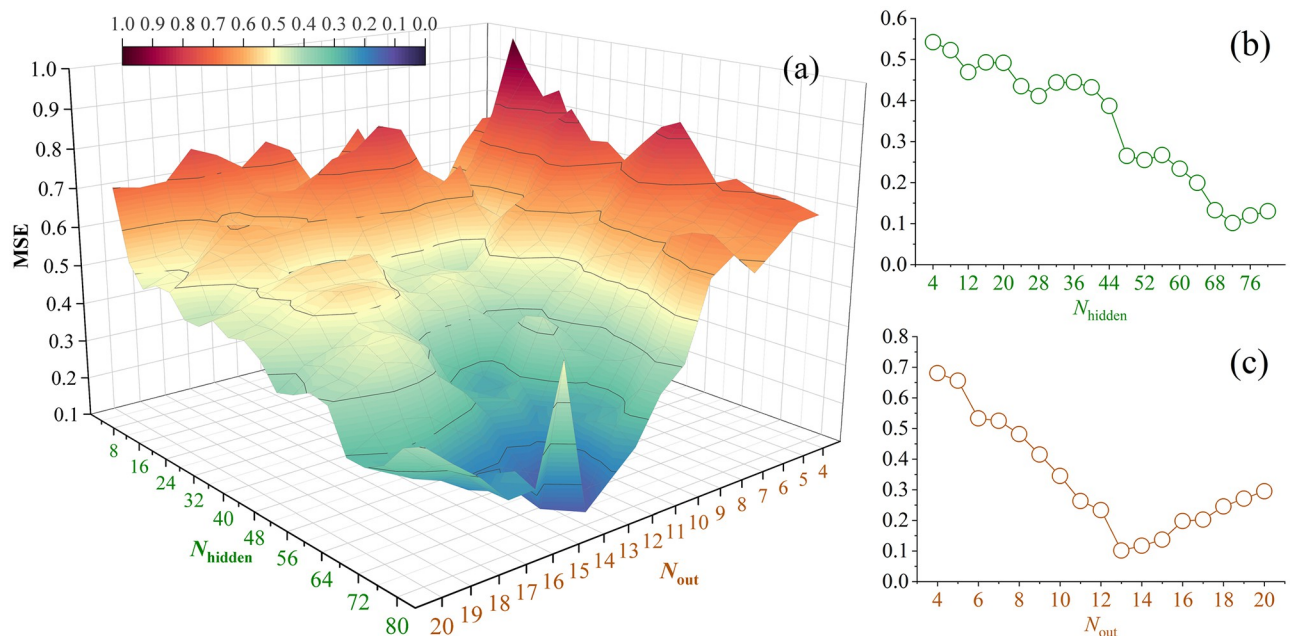 1.0 0.9 0.8 0.7 0.6 0.5 0.4 0.3 0.2 0.1 0.0
(a)
MSE
1.0
0.9
0.8
0.7
0.6
0.5
0.4
0.3
0.2
0.1
8 16 24 32 40 48 56 64 72 80
Nhidden
20 19 18 17 16 15 14 13 12 11 10 9 8 7 6 5 4
Nout
(b)
0.6
0.5
0.4
0.3
0.2
0.1
0.0
4 12 20 28 36 44 52 60 68 76
Nhidden
(c)
0.8
0.7
0.6
0.5
0.4
0.3
0.2
0.1
0.0
4 6 8 10 12 14 16 18 20
Nout